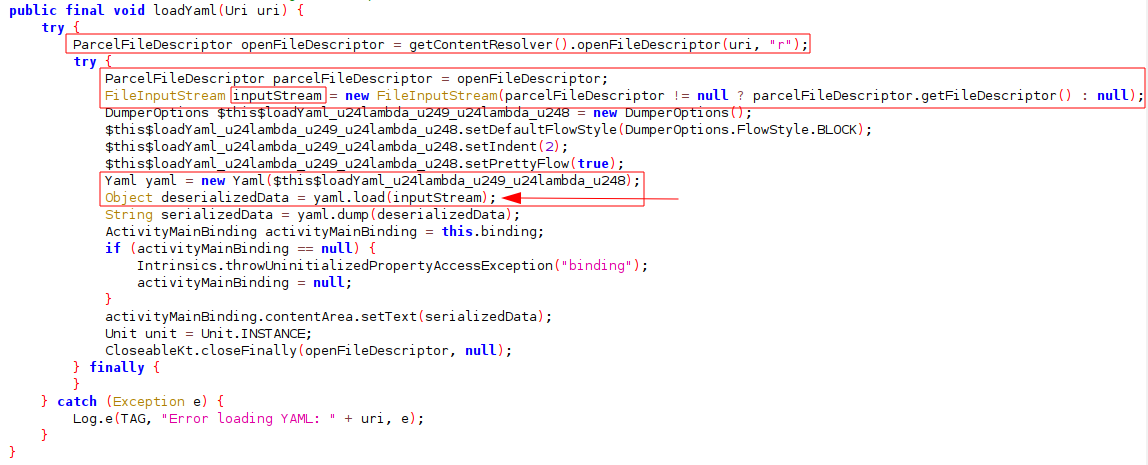 public final void loadYaml(Uri uri) {
try {
ParcelFileDescriptor openFileDescriptor = getContentResolver().openFileDescriptor(uri, "r");
try {
ParcelFileDescriptor parcelFileDescriptor = openFileDescriptor;
FileInputStream inputStream = new FileInputStream(parcelFileDescriptor != null ? parcelFileDescriptor.getFileDescriptor() : null);
DumperOptions $this$loadYaml_u24lambda_u249_u24lambda_u248 = new DumperOptions();
$this$loadYaml_u24lambda_u249_u24lambda_u248.setDefaultFlowStyle(DumperOptions.FlowStyle.BLOCK);
$this$loadYaml_u24lambda_u249_u24lambda_u248.setIndent(2);
$this$loadYaml_u24lambda_u249_u24lambda_u248.setPrettyFlow(true);
Yaml yaml = new Yaml($this$loadYaml_u24lambda_u249_u24lambda_u248);
Object deserializedData = yaml.load(inputStream);
String serializedData = yaml.dump(deserializedData);
ActivityMainBinding activityMainBinding = this.binding;
if (activityMainBinding == null) {
Intrinsics.throwUninitializedPropertyAccessException("binding");
activityMainBinding = null;
}
activityMainBinding.contentArea.setText(serializedData);
Unit unit = Unit.INSTANCE;
CloseableKt.closeFinally(openFileDescriptor, null);
} finally {
}
} catch (Exception e) {
Log.e(TAG, "Error loading YAML: " + uri, e);
}
}